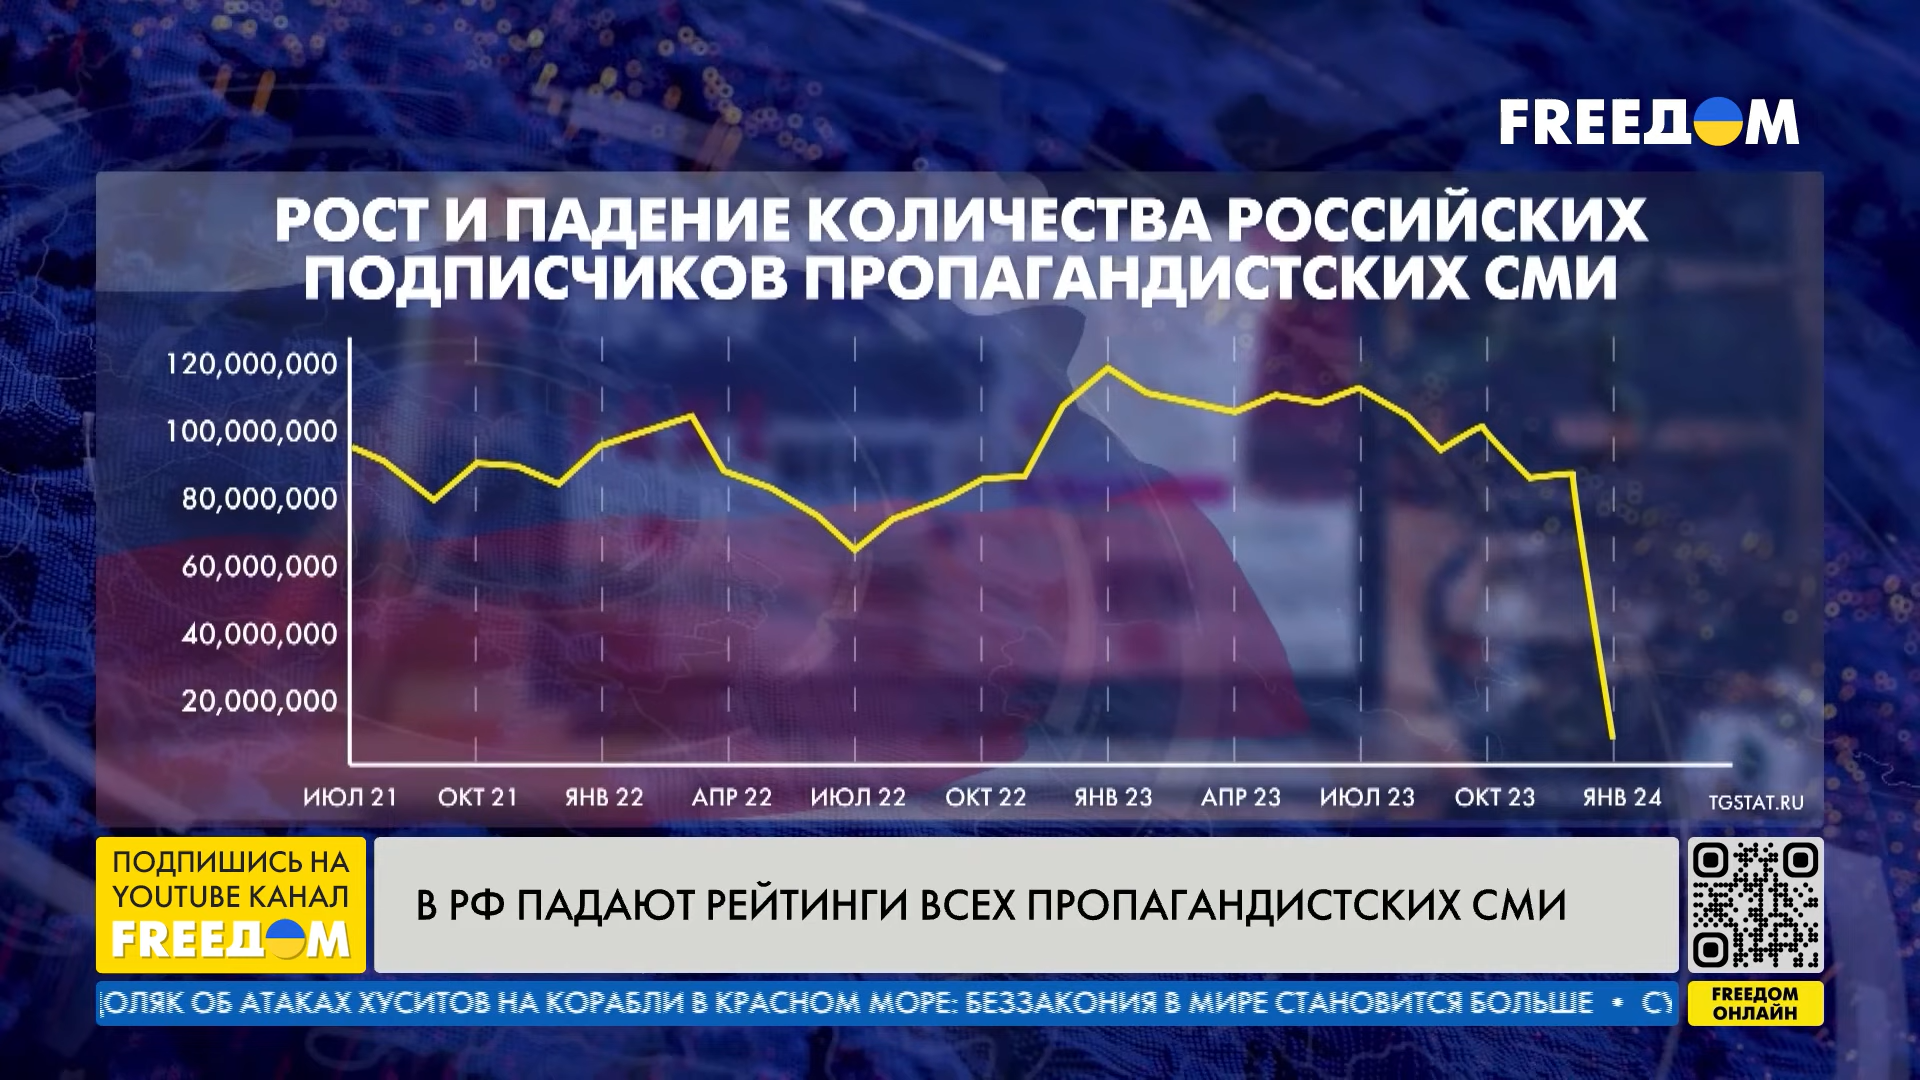 FREEДOM
РОСТ И ПАДЕНИЕ КОЛИЧЕСТВА РОССИЙСКИХ
ПОДПИСЧИКОВ ПРОПАГАНДИСТСКИХ СМИ
120,000,000
100,000,000
80,000,000
60,000,000
40,000,000
20,000,000
ИЮЛ 21 ОКТ 21 ЯНВ 22 АПР 22 ИЮЛ 22 ОКТ 22 ЯНВ 23 АПР 23 ИЮЛ 23 ОКТ 23 ЯНВ 24
TGSTAT.RU
ПОДПИШИСЬ НА
YOUTUBE КАНАЛ
FREEДOM
В РФ ПАДАЮТ РЕЙТИНГИ ВСЕХ ПРОПАГАНДИСТСКИХ СМИ
ОБ АТАКАХ ХУСИТОВ НА КОРАБЛИ В КРАСНОМ МОРЕ: БЕЗЗАКОНИЯ В МИРЕ СТАНОВИТСЯ БОЛЬШЕ •
FREEДOM
ОНЛАЙН